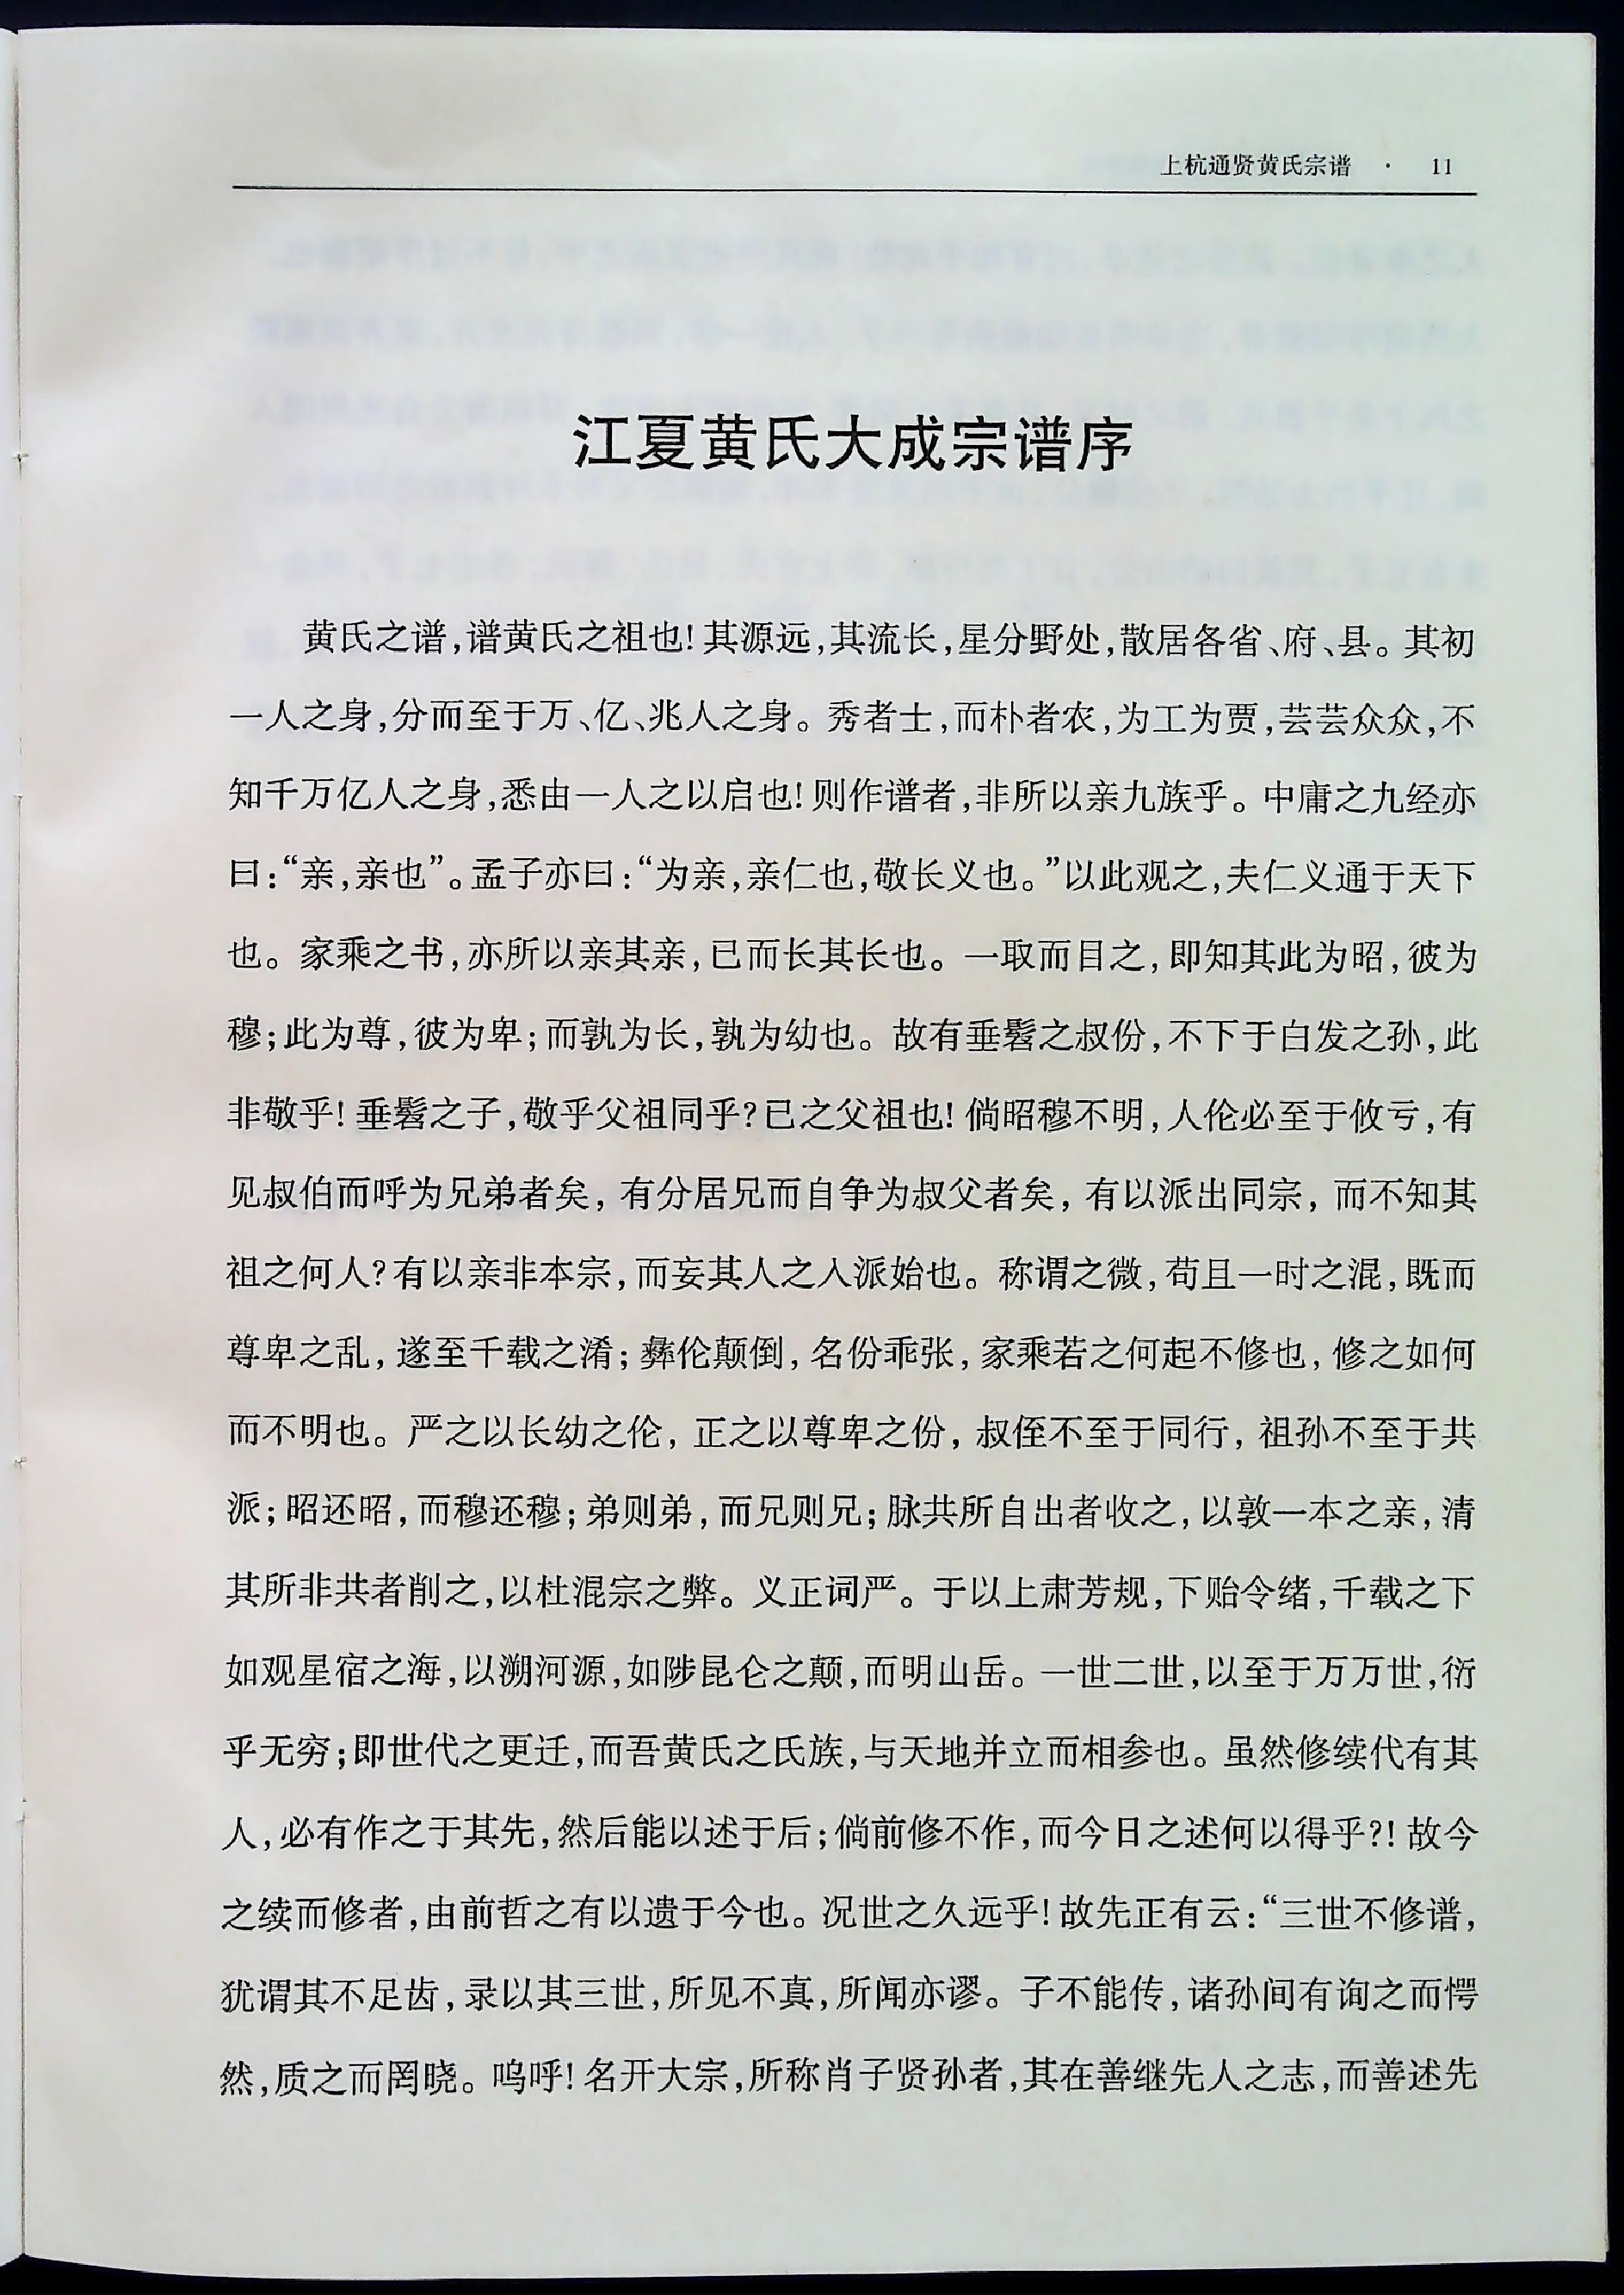 上杭通贤黄氏宗谱 · 11
江夏黄氏大成宗谱序
黄氏之谱,谱黄氏之祖也!其源远,其流长,星分野处,散居各省、府、县。其初
一人之身,分而至于万、亿、兆人之身。秀者士,而朴者农,为工为贾,芸芸众众,不
知千万亿人之身,悉由一人之以启也!则作谱者,非所以亲九族乎。中庸之九经亦
曰:“亲,亲也”。孟子亦曰:“为亲,亲仁也,敬长义也。”以此观之,夫仁义通于天下
也。家乘之书,亦所以亲其亲,已而长其长也。一取而目之,即知其此为昭,彼为
穆;此为尊,彼为卑;而孰为长,孰为幼也。故有垂髫之叔份,不下于白发之孙,此
非敬乎!垂髫之子,敬乎父祖同乎?已之父祖也!倘昭穆不明,人伦必至于攸亏,有
见叔伯而呼为兄弟者矣,有分居兄而自争为叔父者矣,有以派出同宗,而不知其
祖之何人?有以亲非本宗,而妄其人之入派始也。称谓之微,苟且一时之混,既而
尊卑之乱,遂至千载之淆;彝伦颠倒,名份乖张,家乘若之何起不修也,修之如何
而不明也。严之以长幼之伦,正之以尊卑之份,叔侄不至于同行,祖孙不至于共
派;昭还昭,而穆还穆;弟则弟,而兄则兄;脉共所自出者收之,以敦一本之亲,清
其所非共者削之,以杜混宗之弊。义正词严。于以上肃芳规,下贻令绪,千载之下
如观星宿之海,以溯河源,如陟昆仑之颠,而明山岳。一世二世,以至于万万世,衍
乎无穷;即世代之更迁,而吾黄氏之氏族,与天地并立而相参也。虽然修续代有其
人,必有作之于其先,然后能以述于后;倘前修不作,而今日之述何以得乎?!故今
之续而修者,由前哲之有以遗于今也。况世之久远乎!故先正有云:“三世不修谱,
犹谓其不足齿,录以其三世,所见不真,所闻亦谬。子不能传,诸孙间有询之而愕
然,质之而罔晓。呜呼!名开大宗,所称肖子贤孙者,其在善继先人之志,而善述先